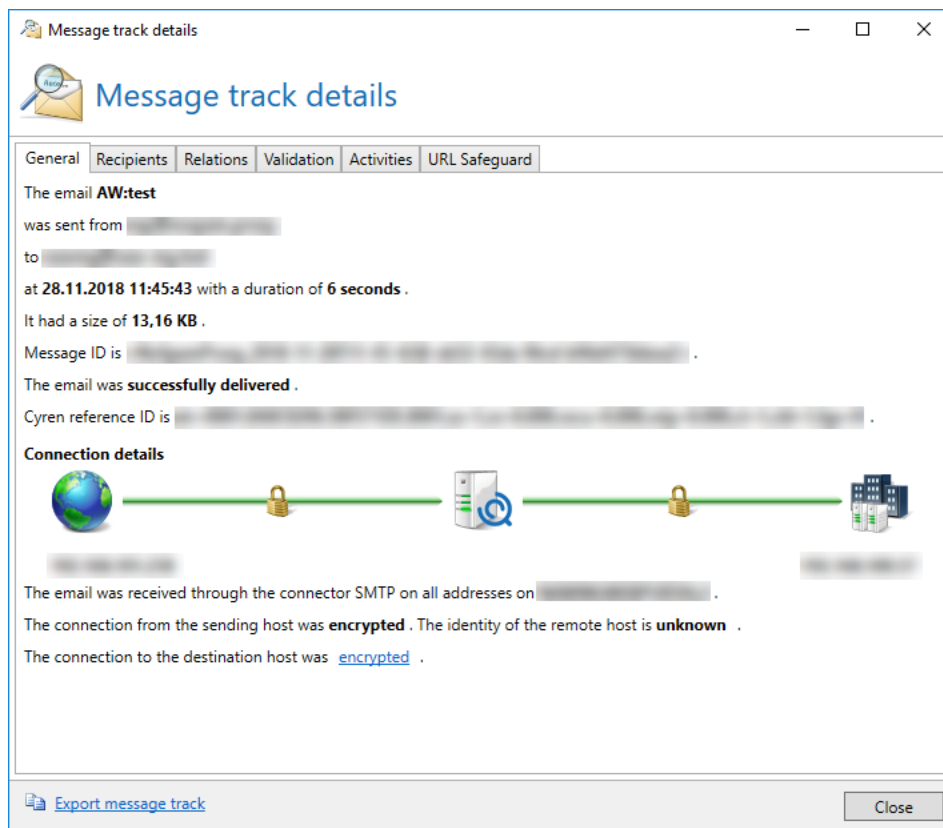 Message track details
Message track details
General Recipients Relations Validation Activities URL Safeguard
The email AW:test
was sent from
to
at 28.11.2018 11:45:43 with a duration of 6 seconds .
It had a size of 13,16 KB .
Message ID is .
The email was successfully delivered .
Cyren reference ID is .
Connection details
The email was received through the connector SMTP on all addresses on .
The connection from the sending host was encrypted . The identity of the remote host is unknown .
The connection to the destination host was encrypted .
Export message track
Close